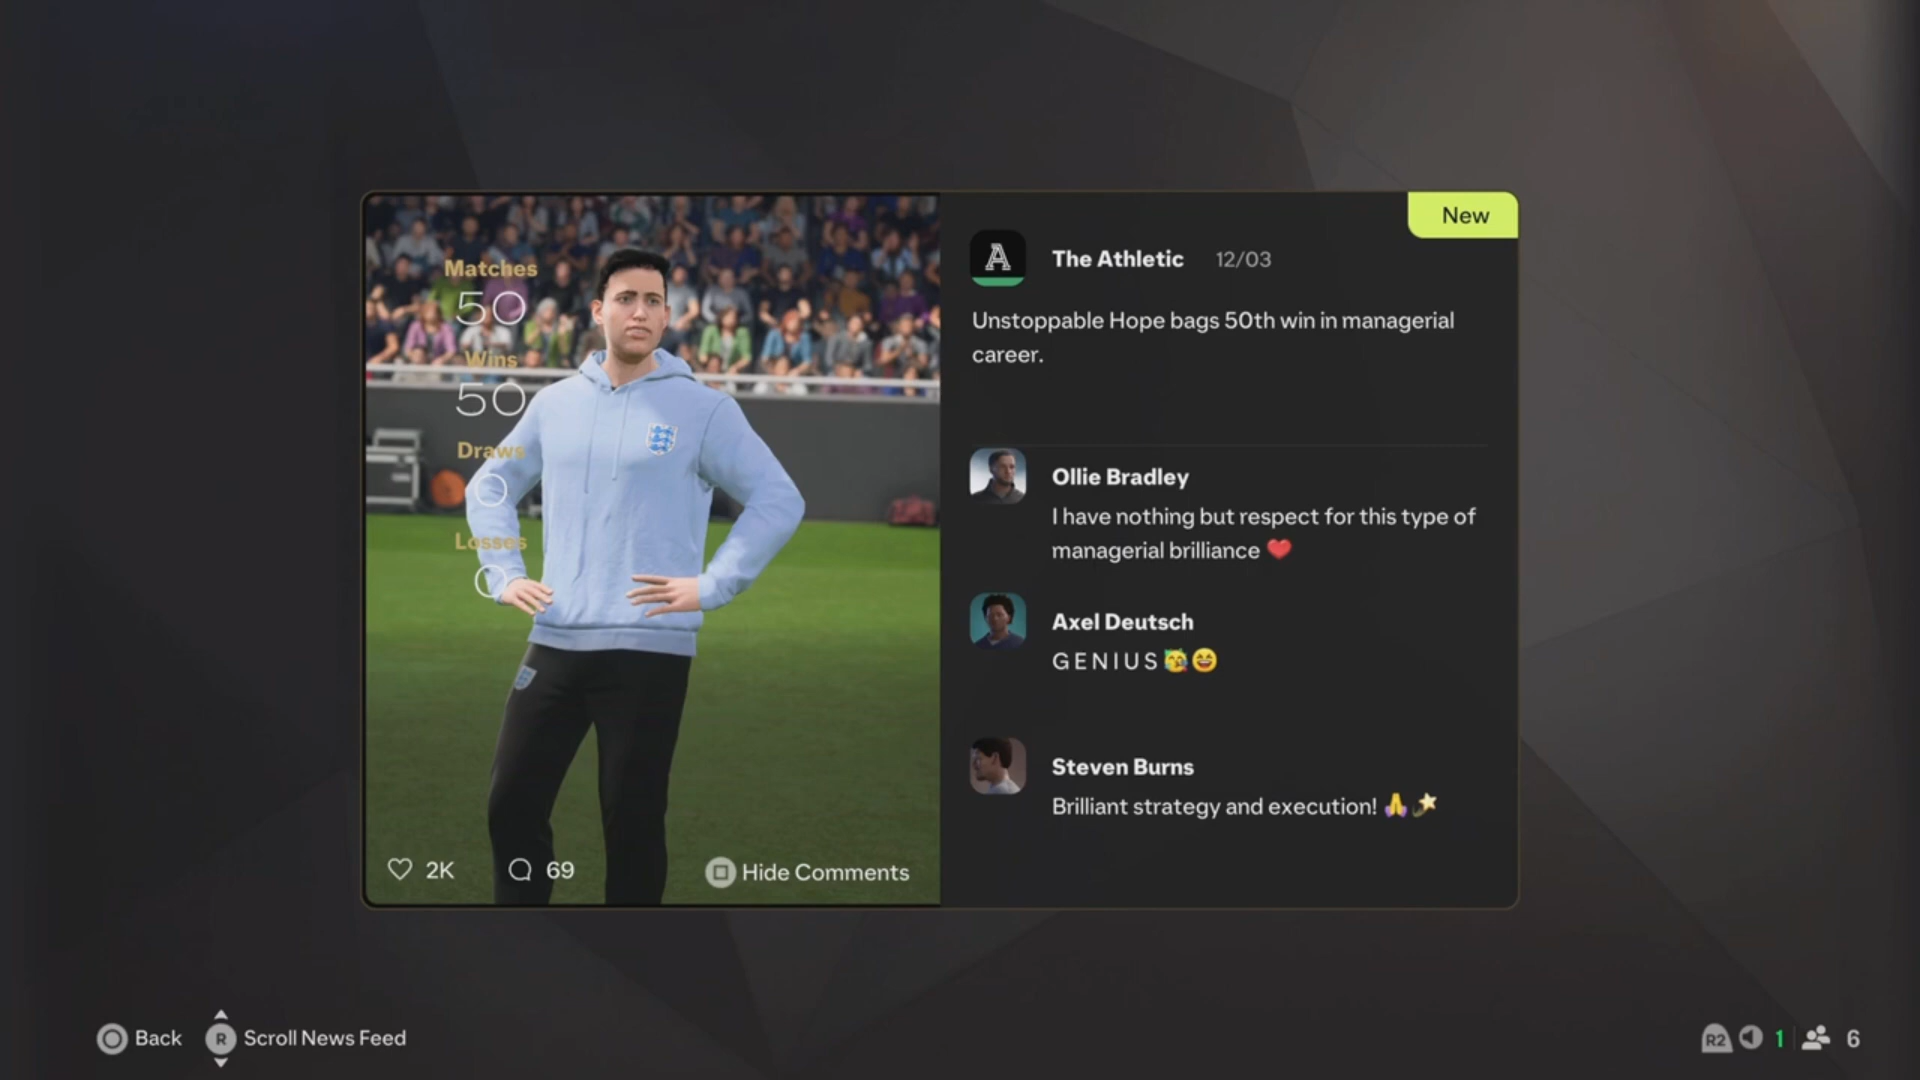 New
A
The Athletic 12/03
Unstoppable Hope bags 50th win in managerial
career.
Matches
50
Wins
50
Draws
0
Losses
0
Ollie Bradley
I have nothing but respect for this type of
managerial brilliance ❤️
Axel Deutsch
G E N I U S 🥳😄
Steven Burns
Brilliant strategy and execution! 🙏 🌠
2K 69 Hide Comments
Back R Scroll News Feed
R2 1 6